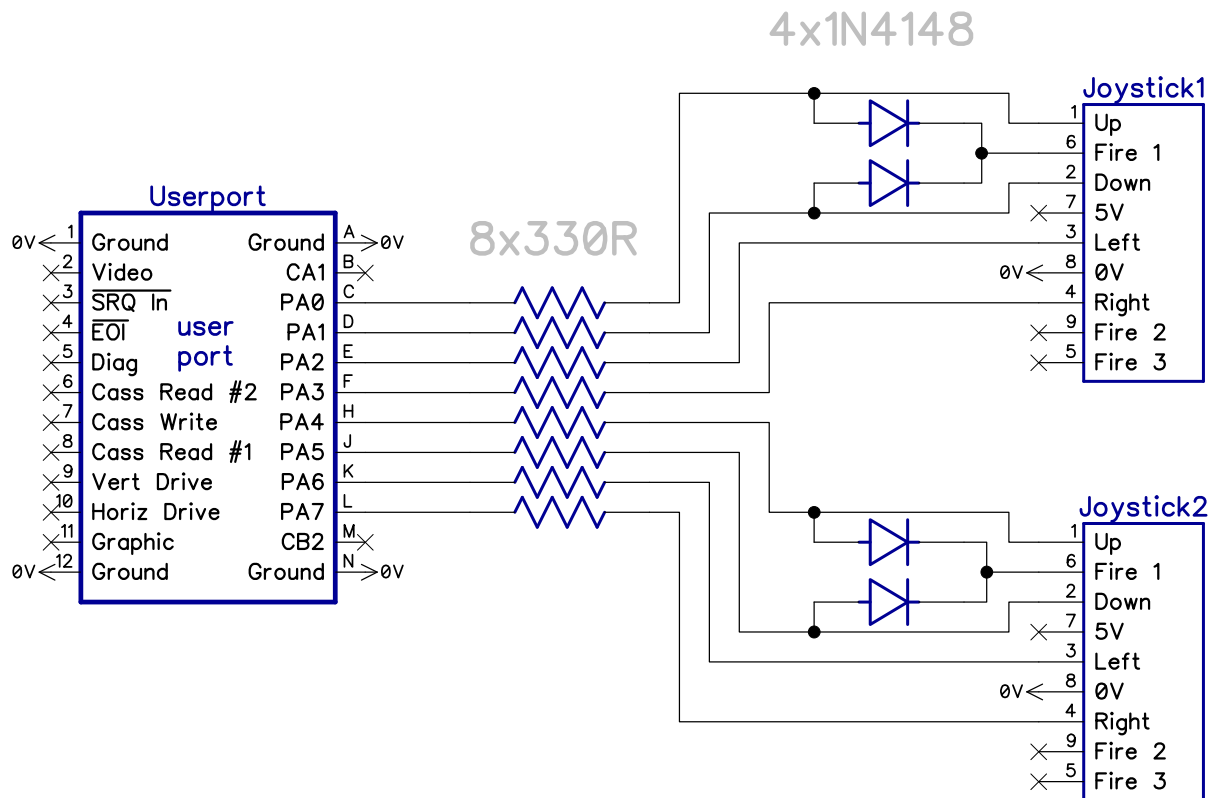 4x1N4148
8x330R
Userport
user
port
0V 1 Ground
2 Video
3 SRQ In
4 EOI
5 Diag
6 Cass Read #2
7 Cass Write
8 Cass Read #1
9 Vert Drive
10 Horiz Drive
11 Graphic
0V 12 Ground
Ground A 0V
CA1 B
PA0 C
PA1 D
PA2 E
PA3 F
PA4 H
PA5 J
PA6 K
PA7 L
CB2 M
Ground N 0V
Joystick1
1 Up
6 Fire 1
2 Down
7 5V
3 Left
0V 8 0V
4 Right
9 Fire 2
5 Fire 3
Joystick2
1 Up
6 Fire 1
2 Down
7 5V
3 Left
0V 8 0V
4 Right
9 Fire 2
5 Fire 3